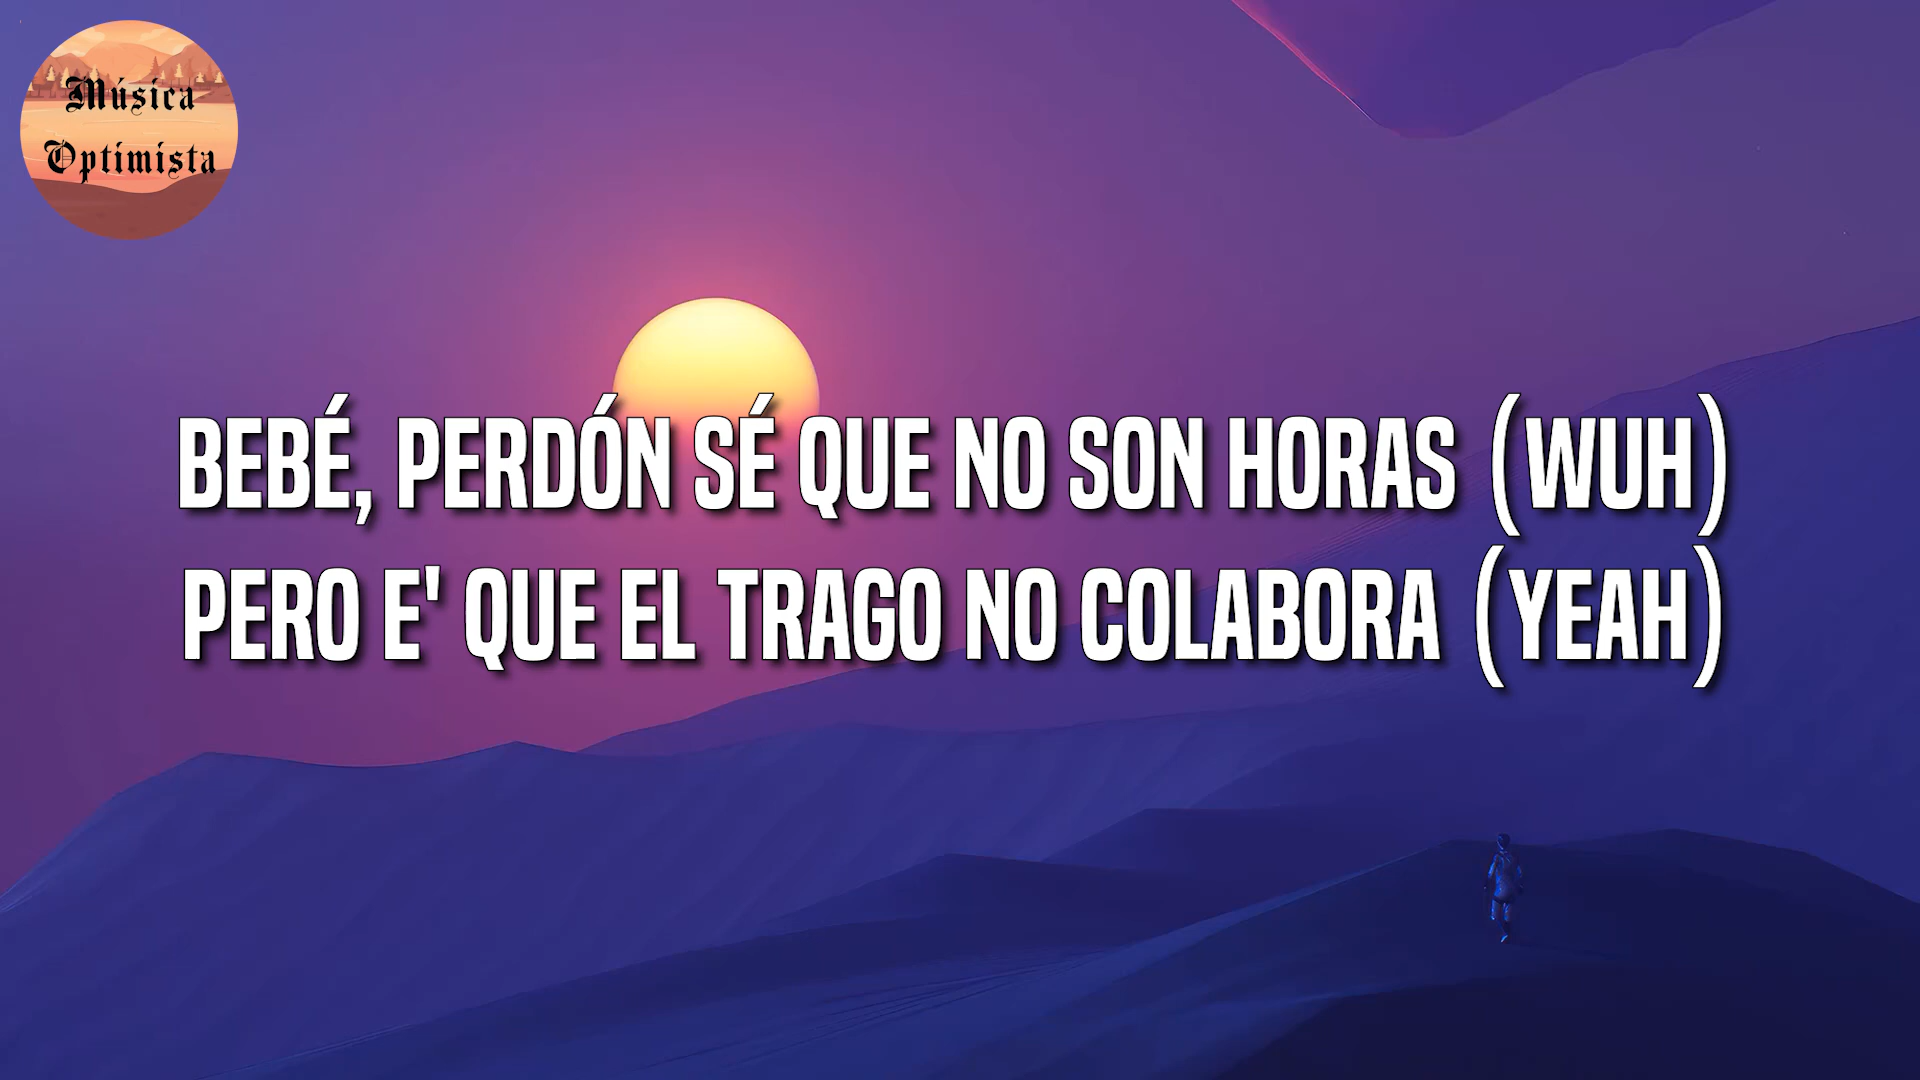 Música
Optimista
BEBÉ, PERDÓN SÉ QUE NO SON HORAS (WUH)
PERO E' QUE EL TRAGO NO COLABORA (YEAH)